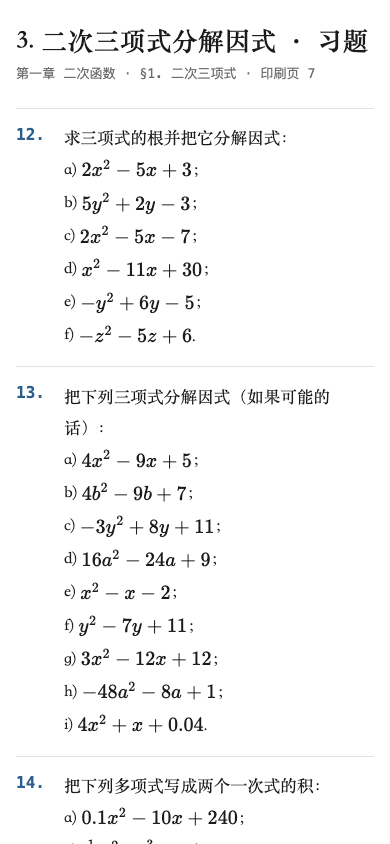 3. 二次三项式分解因式 · 习题
第一章 二次函数 · §1. 二次三项式 · 印刷页 7
12. 求三项式的根并把它分解因式：
a) 2x² − 5x + 3;
b) 5y² + 2y − 3;
c) 2x² − 5x − 7;
d) x² − 11x + 30;
e) −y² + 6y − 5;
f) −z² − 5z + 6.
13. 把下列三项式分解因式（如果可能的
话）：
a) 4x² − 9x + 5;
b) 4b² − 9b + 7;
c) −3y² + 8y + 11;
d) 16a² − 24a + 9;
e) x² − x − 2;
f) y² − 7y + 11;
g) 3x² − 12x + 12;
h) −48a² − 8a + 1;
i) 4x² + x + 0.04.
14. 把下列多项式写成两个一次式的积：
a) 0.1x² − 10x + 240;